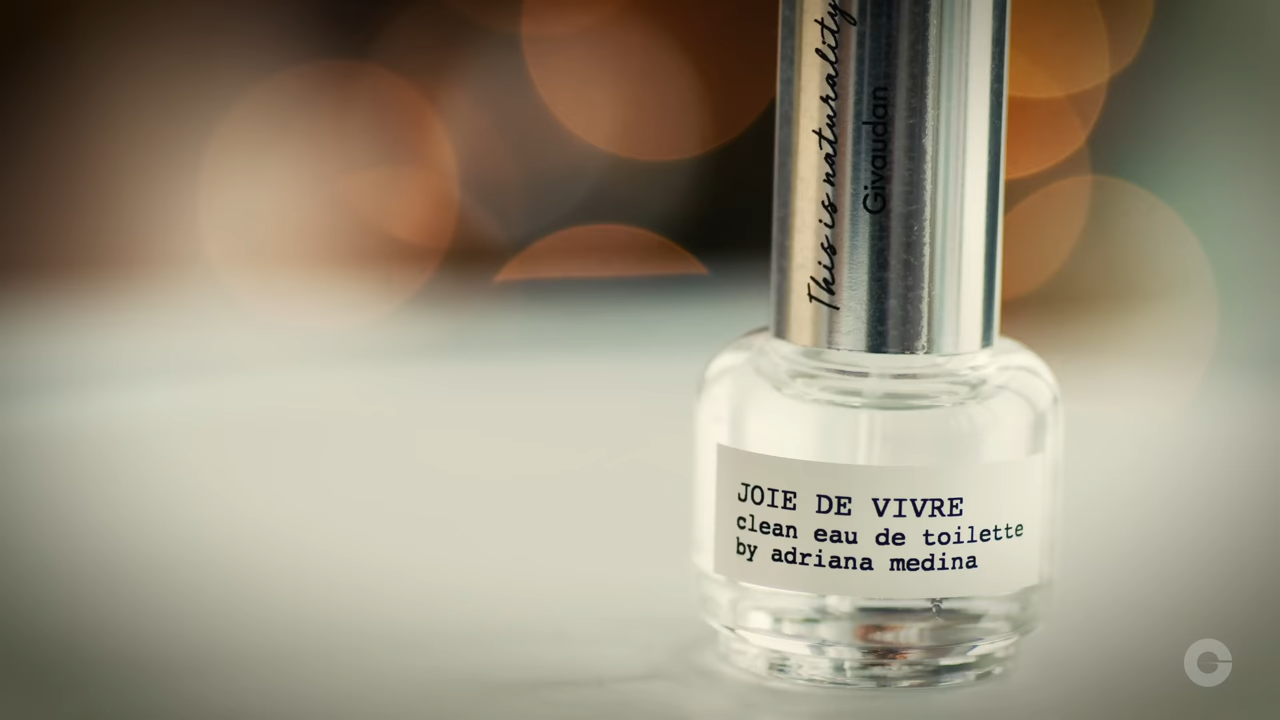 This is naturality
Givaudan
JOIE DE VIVRE
clean eau de toilette
by adriana medina